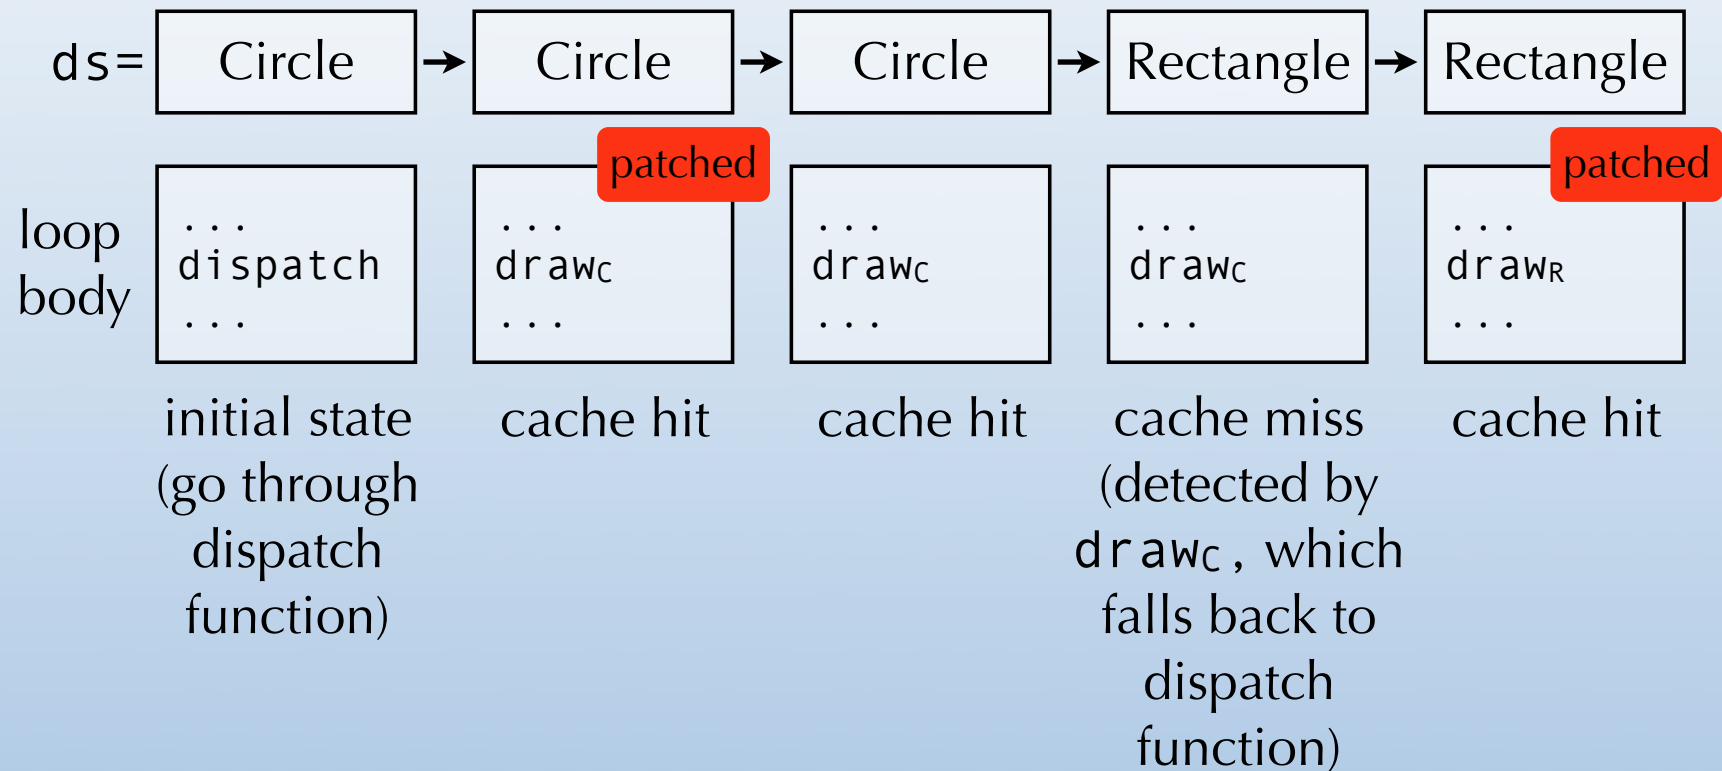 ds= Circle → Circle → Circle → Rectangle → Rectangle
patched patched
loop body
... ... ... ... ...
dispatch drawC drawC drawC drawR
... ... ... ... ...
initial state cache hit cache hit cache miss cache hit
(go through (detected by
dispatch drawC, which
function) falls back to
dispatch
function)